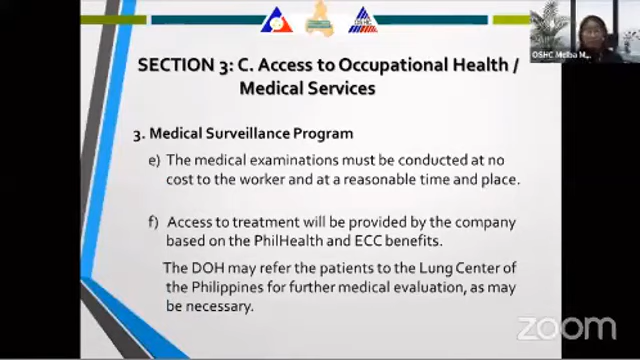 OSHC
SECTION 3: C. Access to Occupational Health /
Medical Services
3. Medical Surveillance Program
e) The medical examinations must be conducted at no
cost to the worker and at a reasonable time and place.
f) Access to treatment will be provided by the company
based on the PhilHealth and ECC benefits.
The DOH may refer the patients to the Lung Center of
the Philippines for further medical evaluation, as may
be necessary.
OSHC Melba M...
zoom